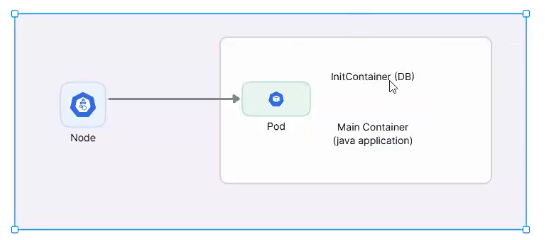 InitContainer (DB)
Node
Pod
Main Container
(java application)